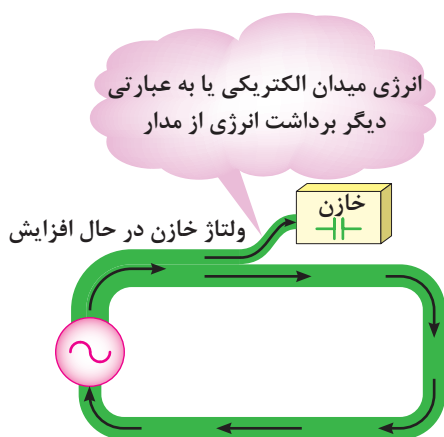 انرژی میدان الکتریکی یا به عبارتی
دیگر برداشت انرژی از مدار
خازن
ولتاژ خازن در حال افزایش